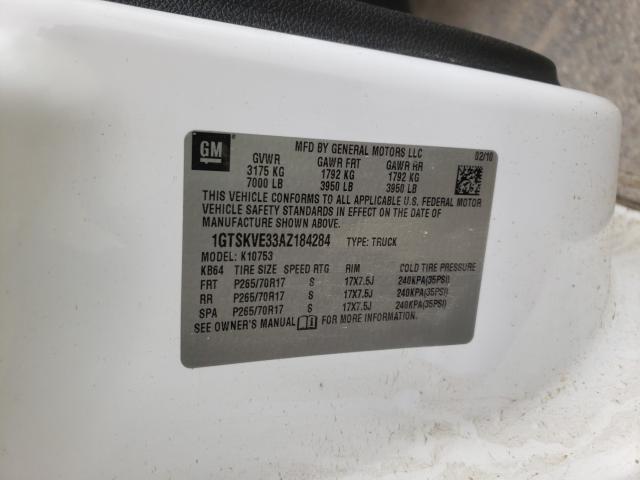 GM
MFD BY GENERAL MOTORS LLC 02/10
GVWR GAWR FRT GAWR RR
3175 KG 1792 KG 1792 KG
7000 LB 3950 LB 3950 LB
THIS VEHICLE CONFORMS TO ALL APPLICABLE U.S. FEDERAL MOTOR
VEHICLE SAFETY STANDARDS IN EFFECT ON THE DATE OF
MANUFACTURE SHOWN ABOVE.
1GTSKVE33AZ184284 TYPE: TRUCK
MODEL: K10753
KB64 TIRE SIZE SPEED RTG RIM COLD TIRE PRESSURE
FRT P265/70R17 S 17X7.5J 240KPA(35PSI)
RR P265/70R17 S 17X7.5J 240KPA(35PSI)
SPA P265/70R17 S 17X7.5J 240KPA(35PSI)
SEE OWNER'S MANUAL FOR MORE INFORMATION.